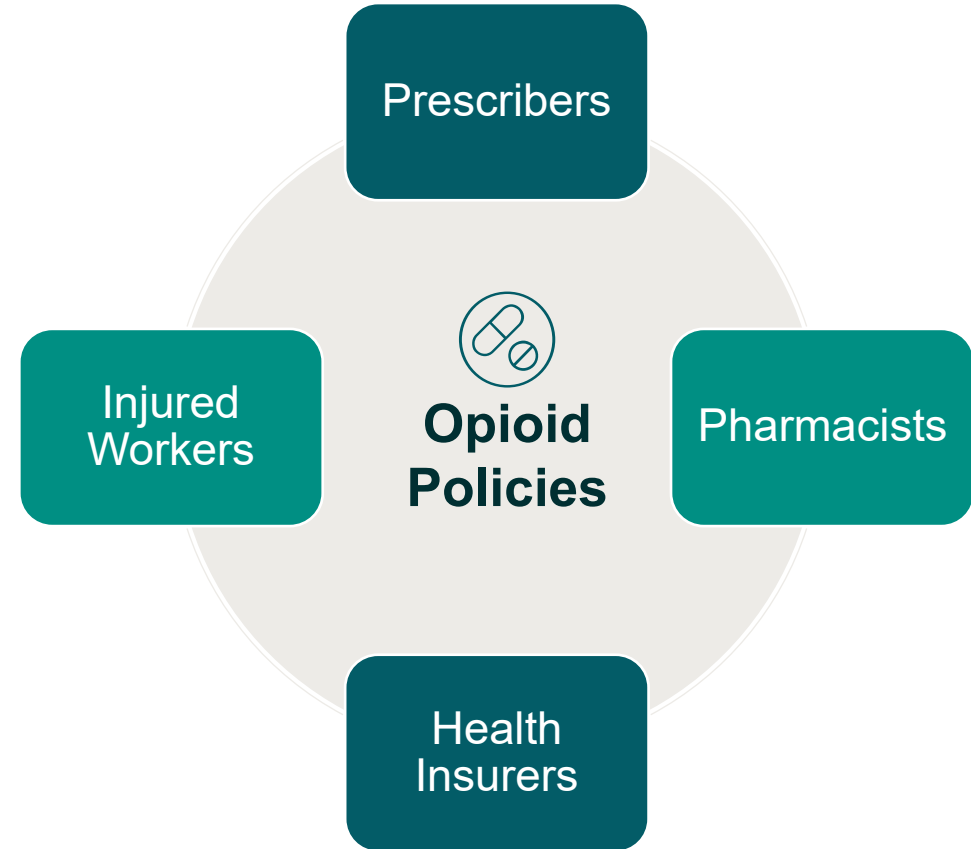 Prescribers
Injured
Workers
Opioid
Policies
Pharmacists
Health
Insurers